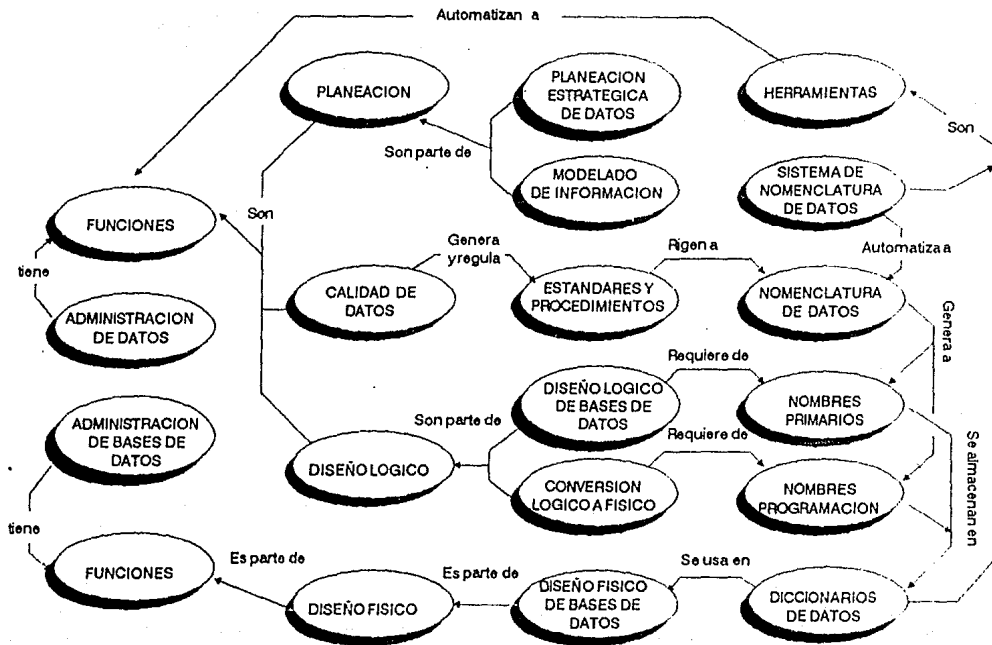 Automatizan a
PLANEACION
PLANEACION
ESTRATEGICA
DE DATOS
HERRAMIENTAS
Son parte de
Son
MODELADO
DE INFORMACION
SISTEMA DE
NOMENCLATURA
DE DATOS
FUNCIONES
Son
Genera
yregula
Rigen a
Automatiza a
tiene
CALIDAD DE
DATOS
ESTANDARES Y
PROCEDIMIENTOS
NOMENCLATURA
DE DATOS
ADMINISTRACION
DE DATOS
Genera a
Requiere de
DISEÑO LOGICO
DE BASES DE
DATOS
NOMBRES
PRIMARIOS
ADMINISTRACION
DE BASES DE
DATOS
Son parte de
Requiere de
Se almacenan en
DISEÑO LOGICO
CONVERSION
LOGICO A FISICO
NOMBRES
PROGRAMACION
tiene
Es parte de
Es parte de
Se usa en
FUNCIONES
DISEÑO FISICO
DISEÑO FISICO
DE BASES DE
DATOS
DICCIONARIOS
DE DATOS